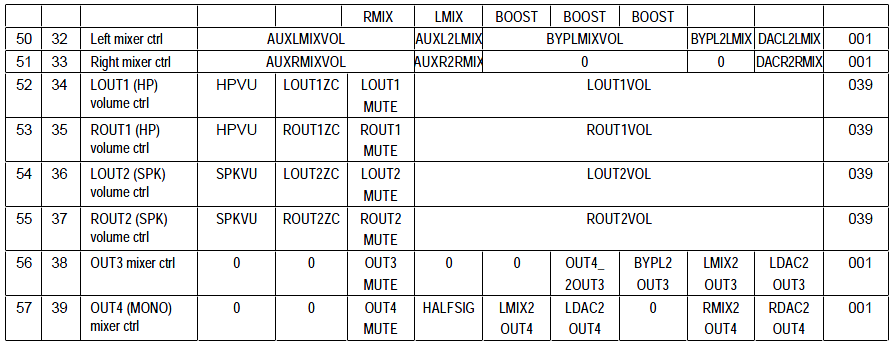 RMIX LMIX BOOST BOOST BOOST
50 32 Left mixer ctrl AUXLMIXVOL AUXL2LMIX BYPLMIXVOL BYPL2LMIX DACL2LMIX 001
51 33 Right mixer ctrl AUXRMIXVOL AUXR2RMIX 0 0 DACR2RMIX 001
52 34 LOUT1 (HP) HPVU LOUT1ZC LOUT1 LOUT1VOL 039
volume ctrl MUTE
53 35 ROUT1 (HP) HPVU ROUT1ZC ROUT1 ROUT1VOL 039
volume ctrl MUTE
54 36 LOUT2 (SPK) SPKVU LOUT2ZC LOUT2 LOUT2VOL 039
volume ctrl MUTE
55 37 ROUT2 (SPK) SPKVU ROUT2ZC ROUT2 ROUT2VOL 039
volume ctrl MUTE
56 38 OUT3 mixer ctrl 0 0 OUT3 0 0 OUT4_ BYPL2 LMIX2 LDAC2 001
MUTE 2OUT3 OUT3 OUT3 OUT3
57 39 OUT4 (MONO) 0 0 OUT4 HALFSIG LMIX2 LDAC2 0 RMIX2 RDAC2 001
mixer ctrl MUTE OUT4 OUT4 OUT4 OUT4